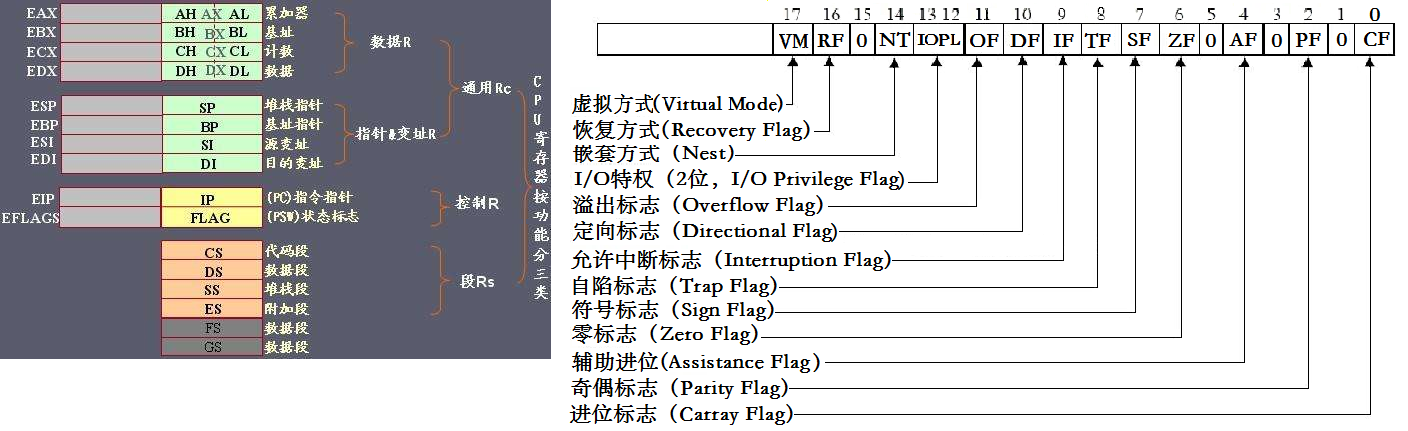 EAX AH AX AL 累加器
EBX BH BX BL 基址
ECX CH CX CL 计数
EDX DH DX DL 数据
数据R
ESP SP 堆栈指针
EBP BP 基址指针
ESI SI 源变址
EDI DI 目的变址
指针&变址R
通用Rc
EIP IP (PC)指令指针
EFLAGS FLAG (PSW)状态标志
控制R
CS 代码段
DS 数据段
SS 堆栈段
ES 附加段
FS 数据段
GS 数据段
段Rs
CPU寄存器按功能分三类
17 16 15 14 13 12 11 10 9 8 7 6 5 4 3 2 1 0
VM RF 0 NT IOPL OF DF IF TF SF ZF 0 AF 0 PF 0 CF
虚拟方式(Virtual Mode)
恢复方式(Recovery Flag)
嵌套方式（Nest）
I/O特权（2位，I/O Privilege Flag)
溢出标志（Overflow Flag)
定向标志（Directional Flag)
允许中断标志（Interruption Flag)
自陷标志（Trap Flag)
符号标志（Sign Flag)
零标志（Zero Flag)
辅助进位(Assistance Flag)
奇偶标志（Parity Flag)
进位标志（Carray Flag)